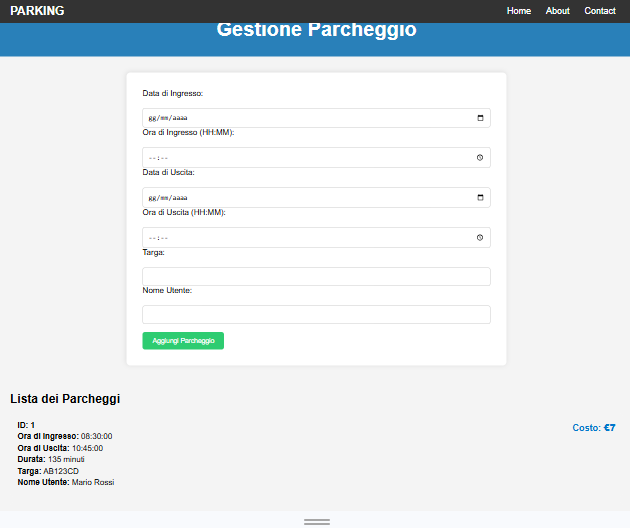 PARKING Home About Contact
Gestione Parcheggio
Data di Ingresso:
gg/mm/aaaa
Ora di Ingresso (HH:MM):
--:--
Data di Uscita:
gg/mm/aaaa
Ora di Uscita (HH:MM):
--:--
Targa:
Nome Utente:
Aggiungi Parcheggio
Lista dei Parcheggi
ID: 1
Costo: €7
Ora di Ingresso: 08:30:00
Ora di Uscita: 10:45:00
Durata: 135 minuti
Targa: AB123CD
Nome Utente: Mario Rossi